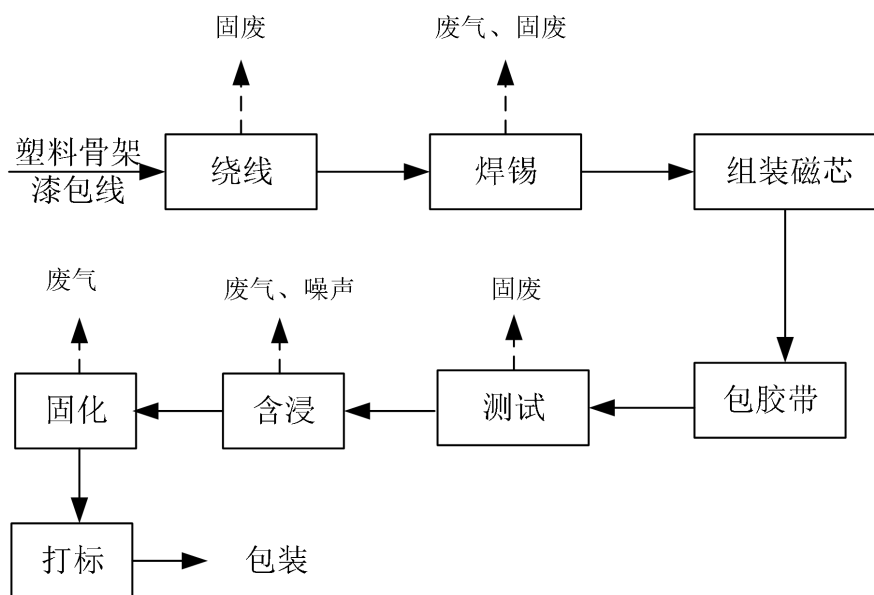 固废
废气、固废
塑料骨架
漆包线
绕线
焊锡
组装磁芯
废气
废气、噪声
固废
固化
含浸
测试
包胶带
打标
包装